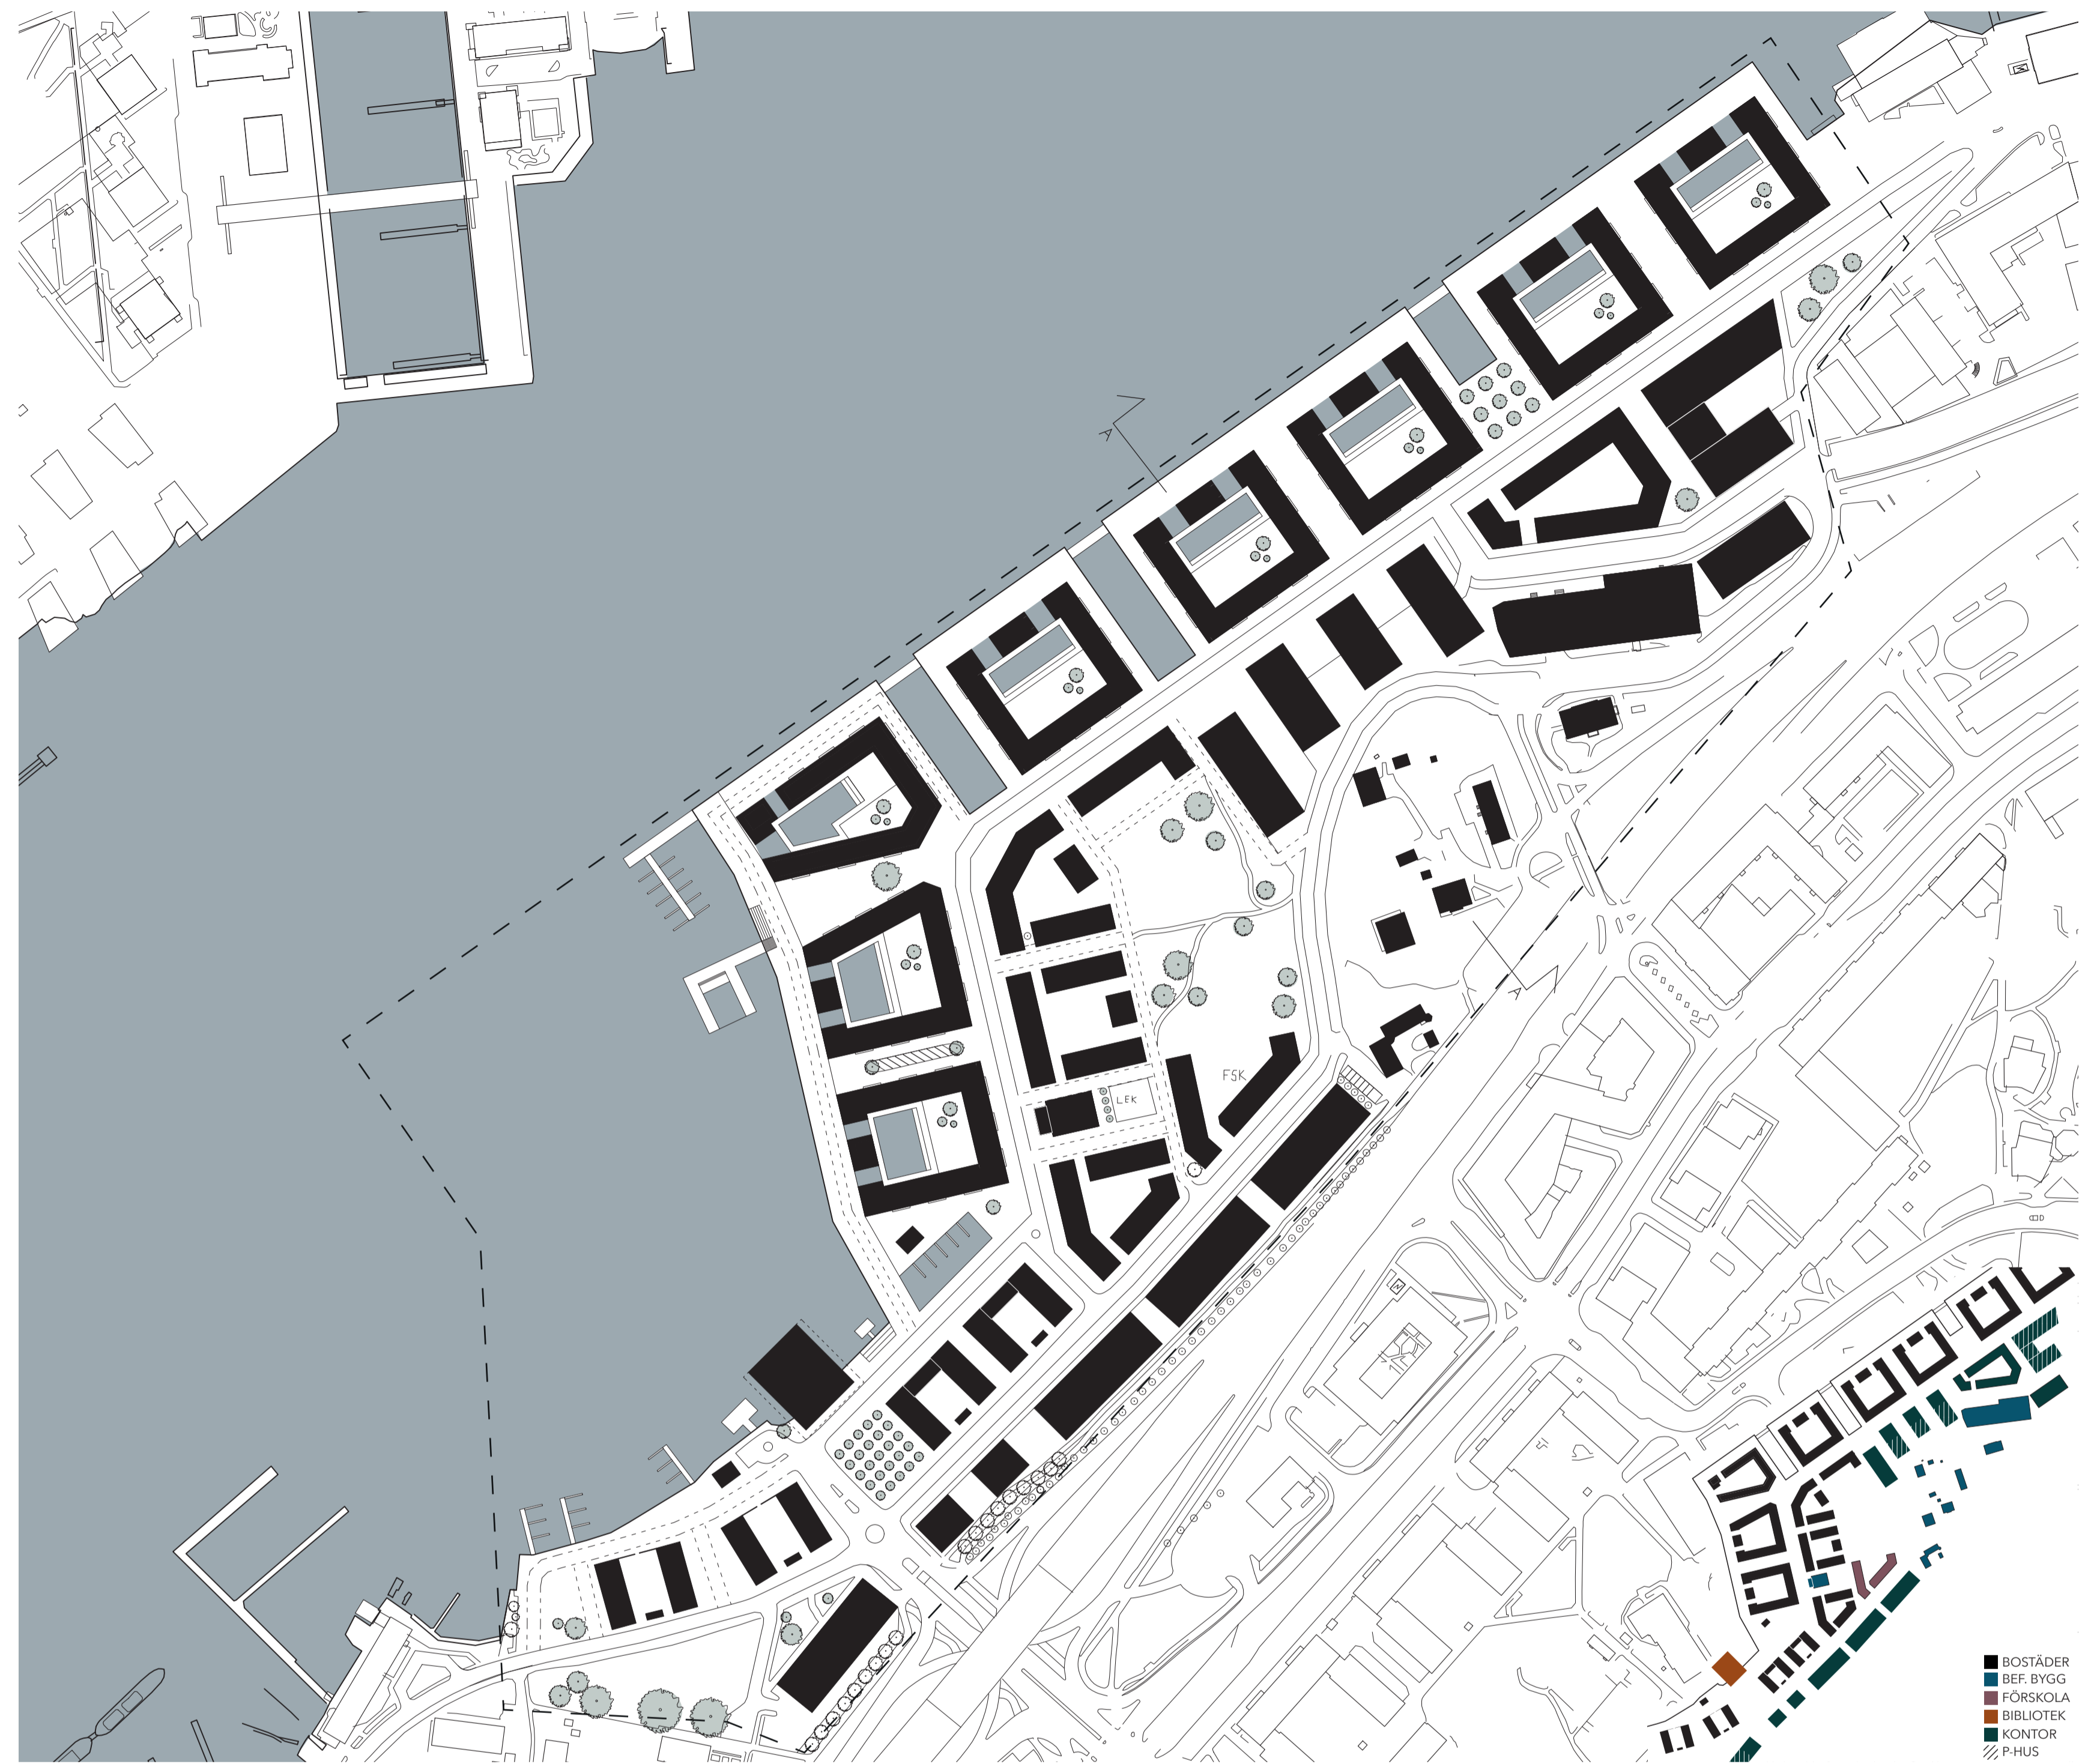 A
A
FSK
LEK
BOSTÄDER
BEF. BYGG
FÖRSKOLA
BIBLIOTEK
KONTOR
P-HUS